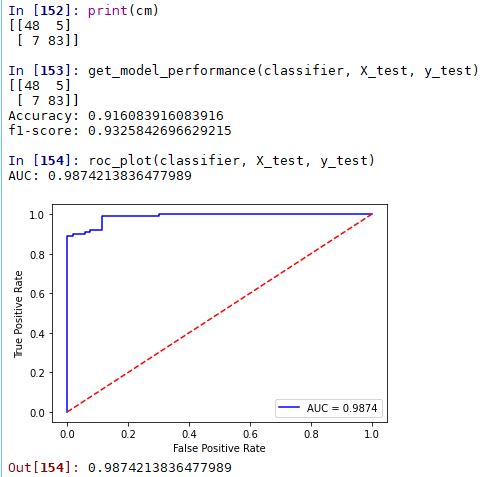 In [152]: print(cm)
[[48  5]
 [ 7 83]]
In [153]: get_model_performance(classifier, X_test, y_test)
[[48  5]
 [ 7 83]]
Accuracy: 0.916083916083916
f1-score: 0.9325842696629215
In [154]: roc_plot(classifier, X_test, y_test)
AUC: 0.9874213836477989
1.0
0.8
0.6
0.4
0.2
0.0
True Positive Rate
AUC = 0.9874
0.0 0.2 0.4 0.6 0.8 1.0
False Positive Rate
Out[154]: 0.9874213836477989